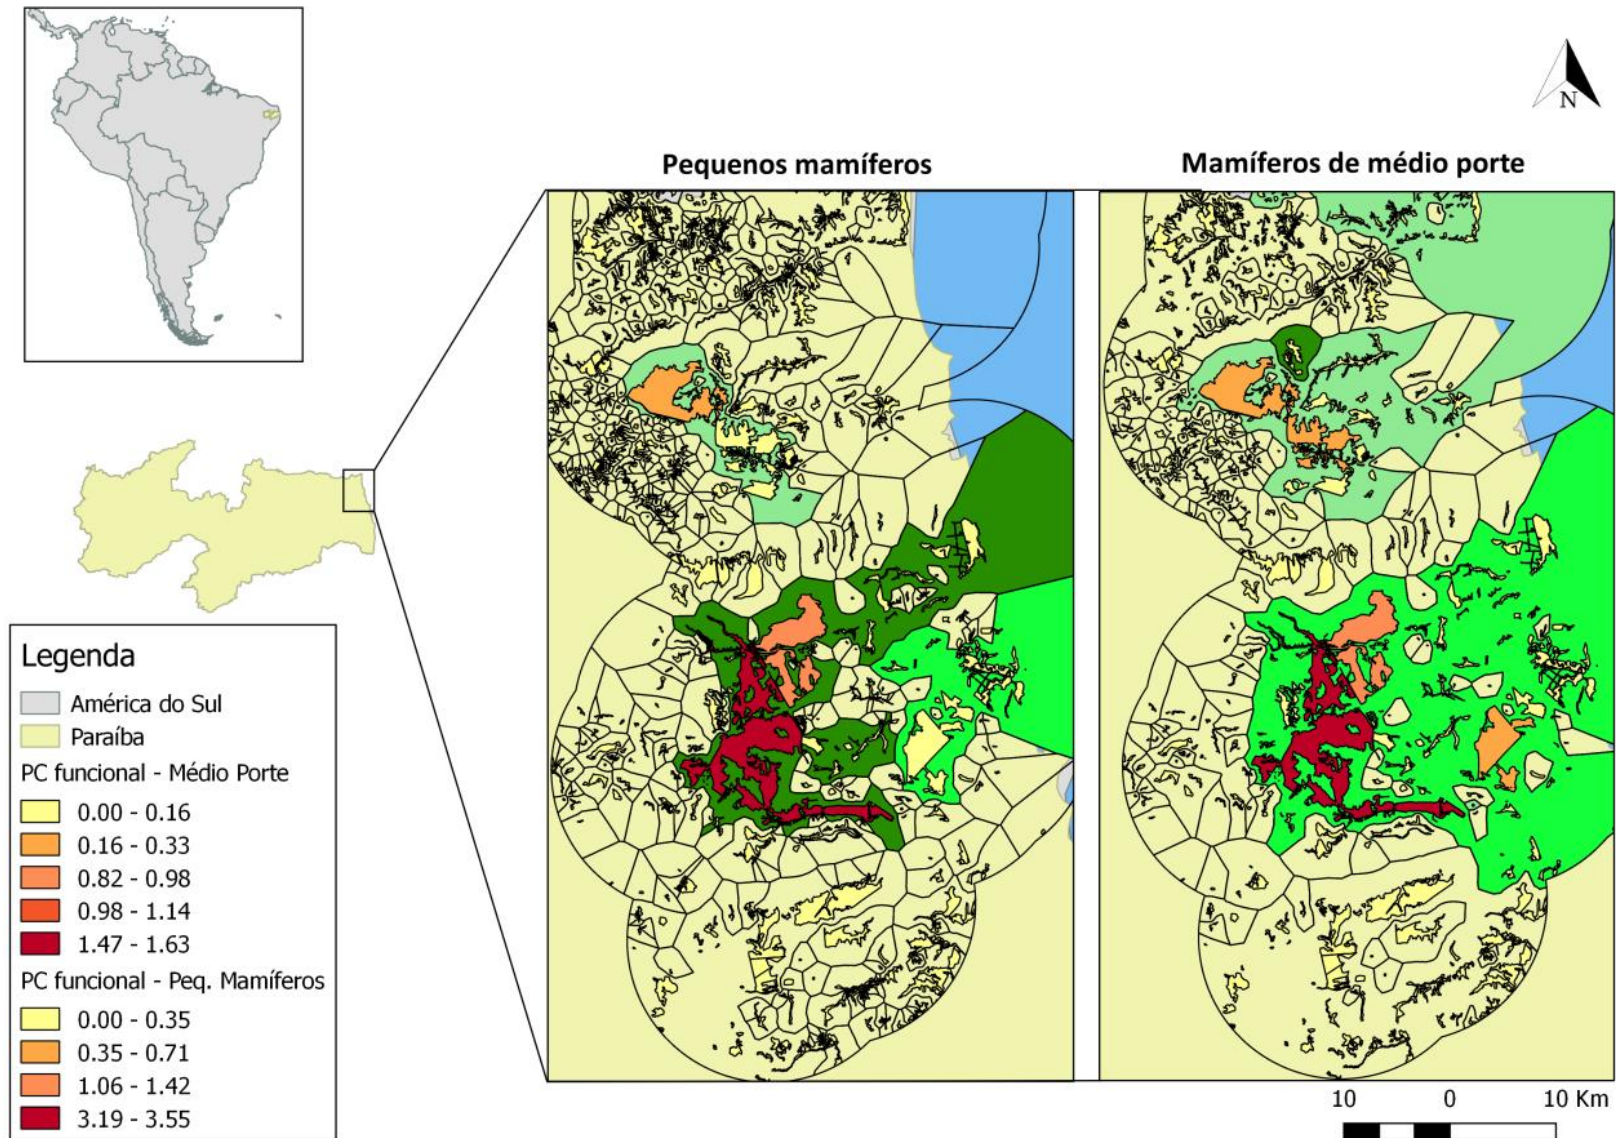 N
Pequenos mamíferos
Mamíferos de médio porte
Legenda
América do Sul
Paraíba
PC funcional - Médio Porte
0.00 - 0.16
0.16 - 0.33
0.82 - 0.98
0.98 - 1.14
1.47 - 1.63
PC funcional - Peq. Mamíferos
0.00 - 0.35
0.35 - 0.71
1.06 - 1.42
3.19 - 3.55
10 0 10 Km